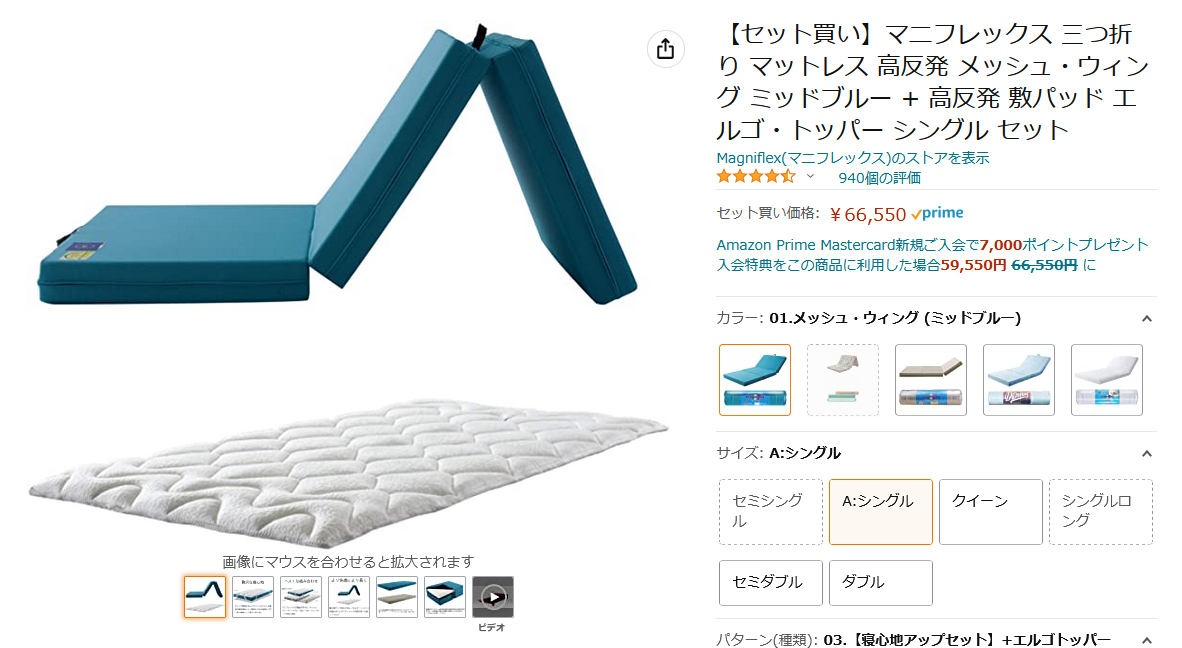 【セット買い】マニフレックス 三つ折
り マットレス 高反発 メッシュ・ウィン
グ ミッドブルー + 高反発 敷パッド エ
ルゴ・トッパー シングル セット
Magniflex(マニフレックス)のストアを表示
940個の評価
セット買い価格: ￥66,550 prime
Amazon Prime Mastercard新規ご入会で7,000ポイントプレゼント
入会特典をこの商品に利用した場合59,550円 66,550円 に
カラー: 01.メッシュ・ウィング (ミッドブルー)
サイズ: A:シングル
セミシング
ル
A:シングル
クイーン
シングルロ
ング
セミダブル
ダブル
パターン(種類): 03.【寝心地アップセット】+エルゴトッパー
画像にマウスを合わせると拡大されます
ビデオ